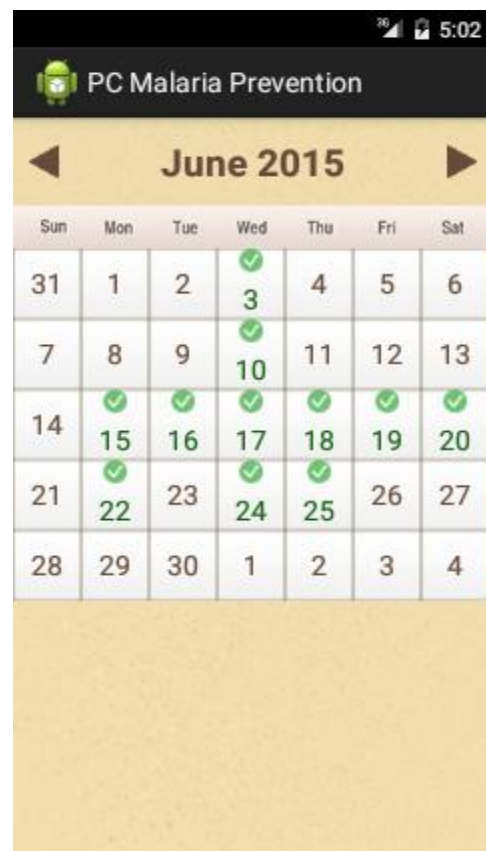 3G 5:02
PC Malaria Prevention
June 2015
Sun Mon Tue Wed Thu Fri Sat
31 1 2 3 4 5 6
7 8 9 10 11 12 13
14 15 16 17 18 19 20
21 22 23 24 25 26 27
28 29 30 1 2 3 4